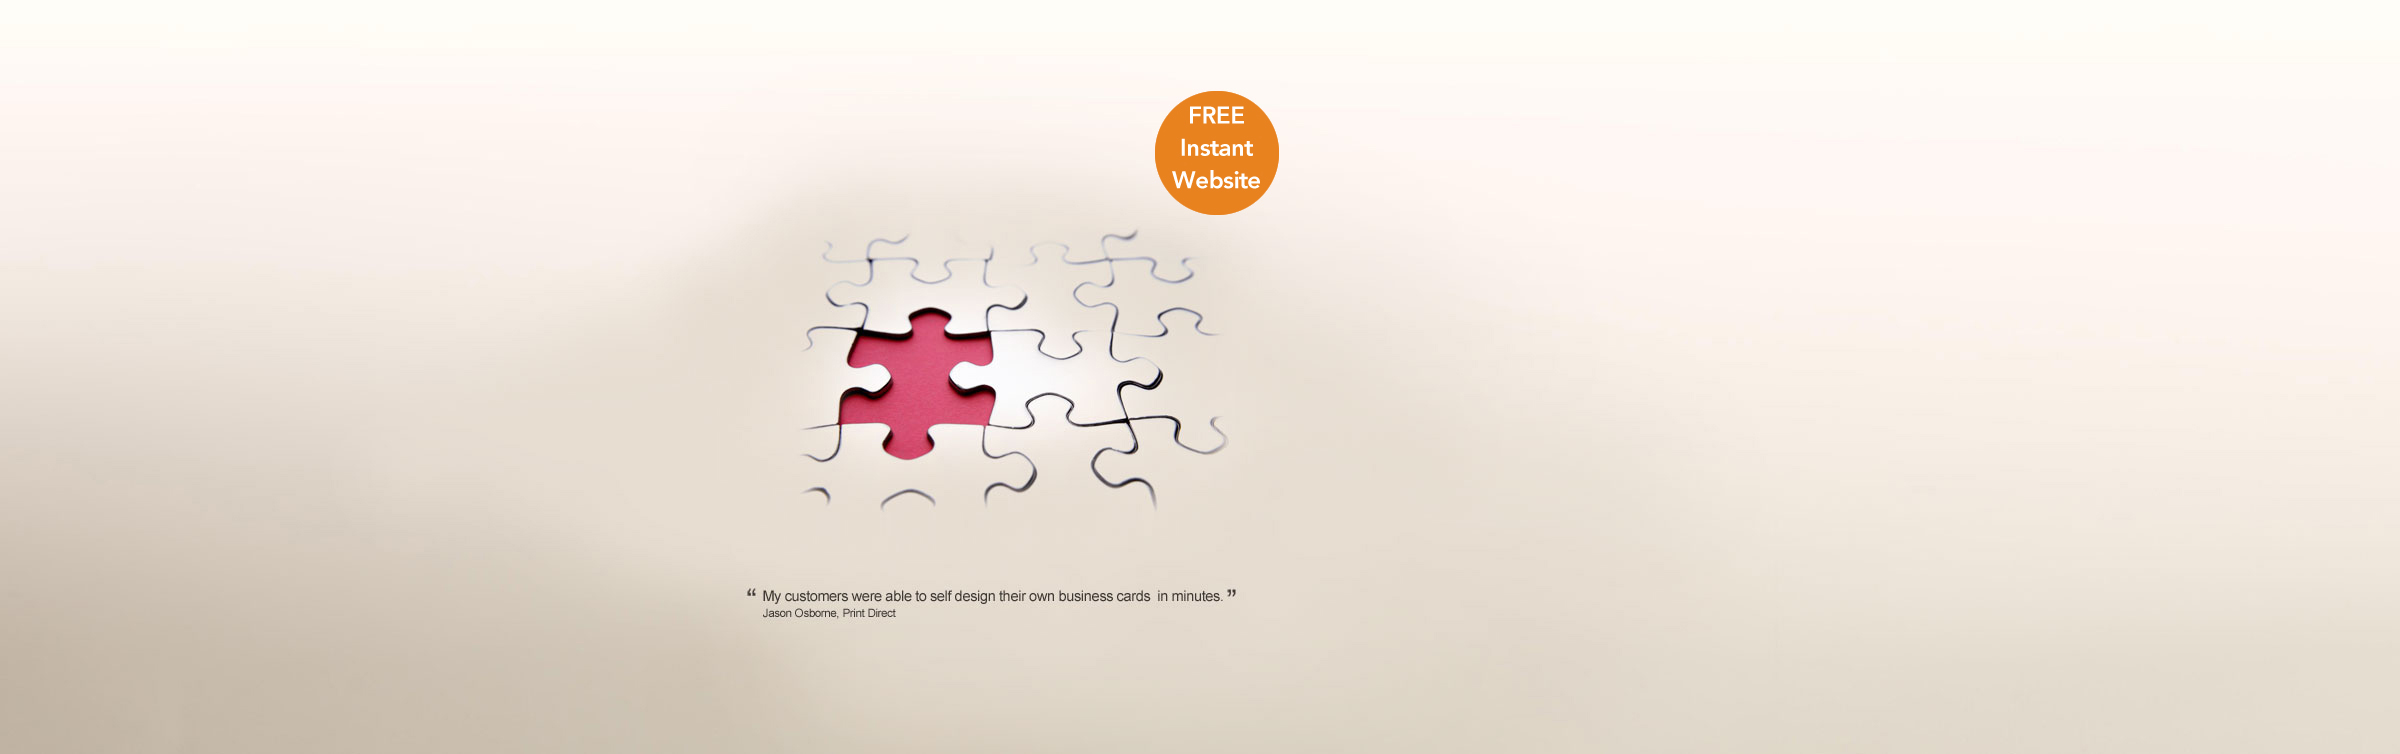 FREE
Instant
Website
“ My customers were able to self design their own business cards  in minutes. ”
Jason Osborne, Print Direct